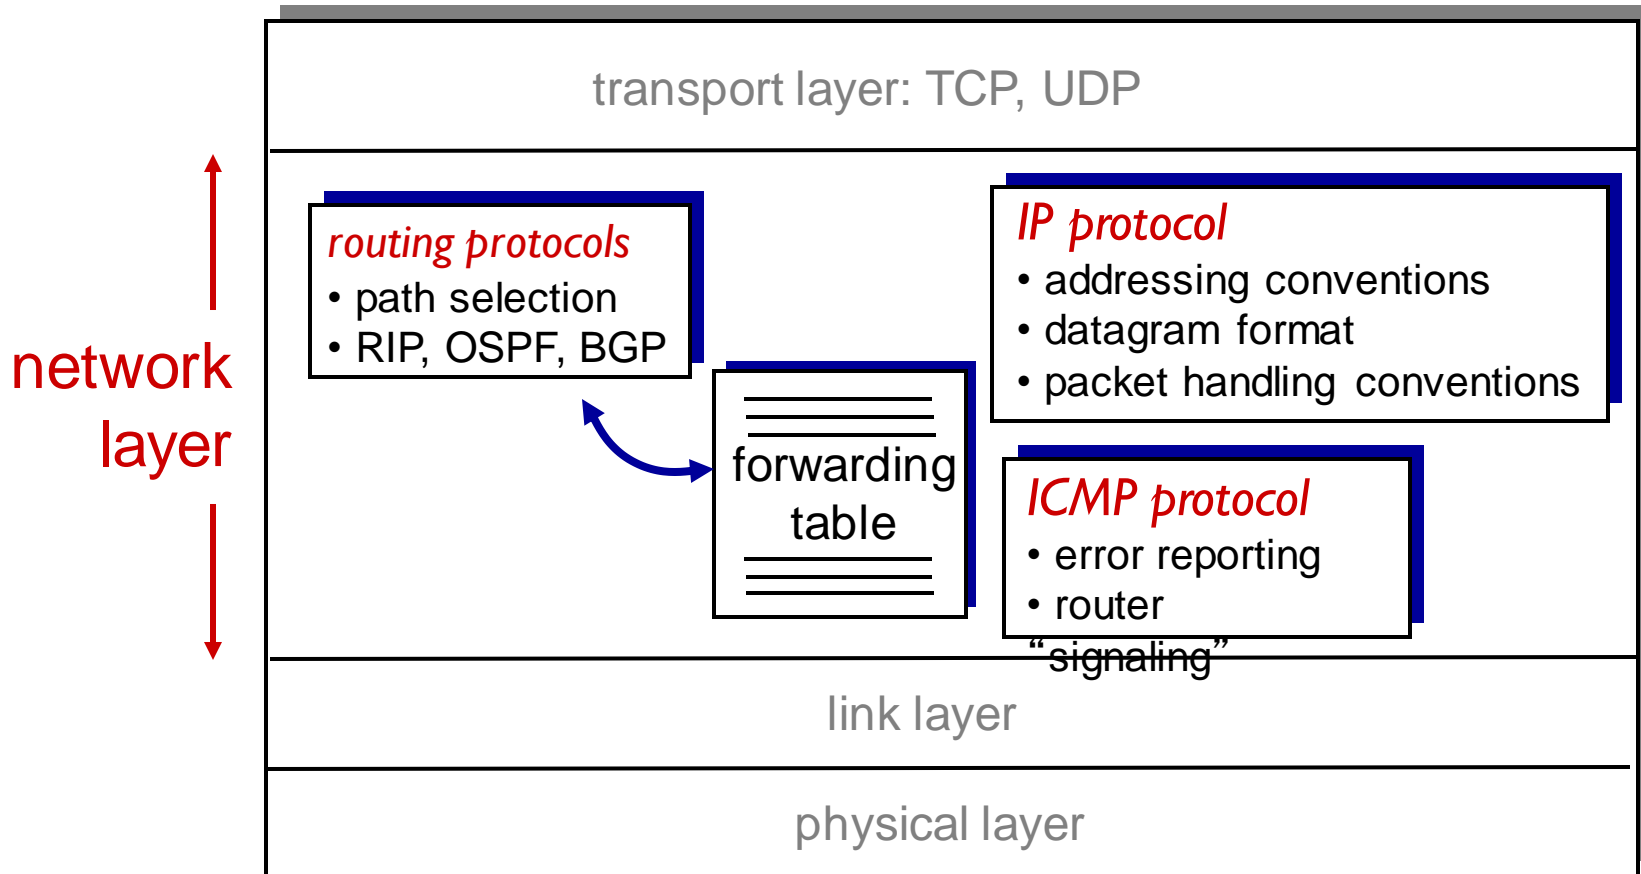 transport layer: TCP, UDP
network
layer
routing protocols
• path selection
• RIP, OSPF, BGP
forwarding
table
IP protocol
• addressing conventions
• datagram format
• packet handling conventions
ICMP protocol
• error reporting
• router
“signaling”
link layer
physical layer